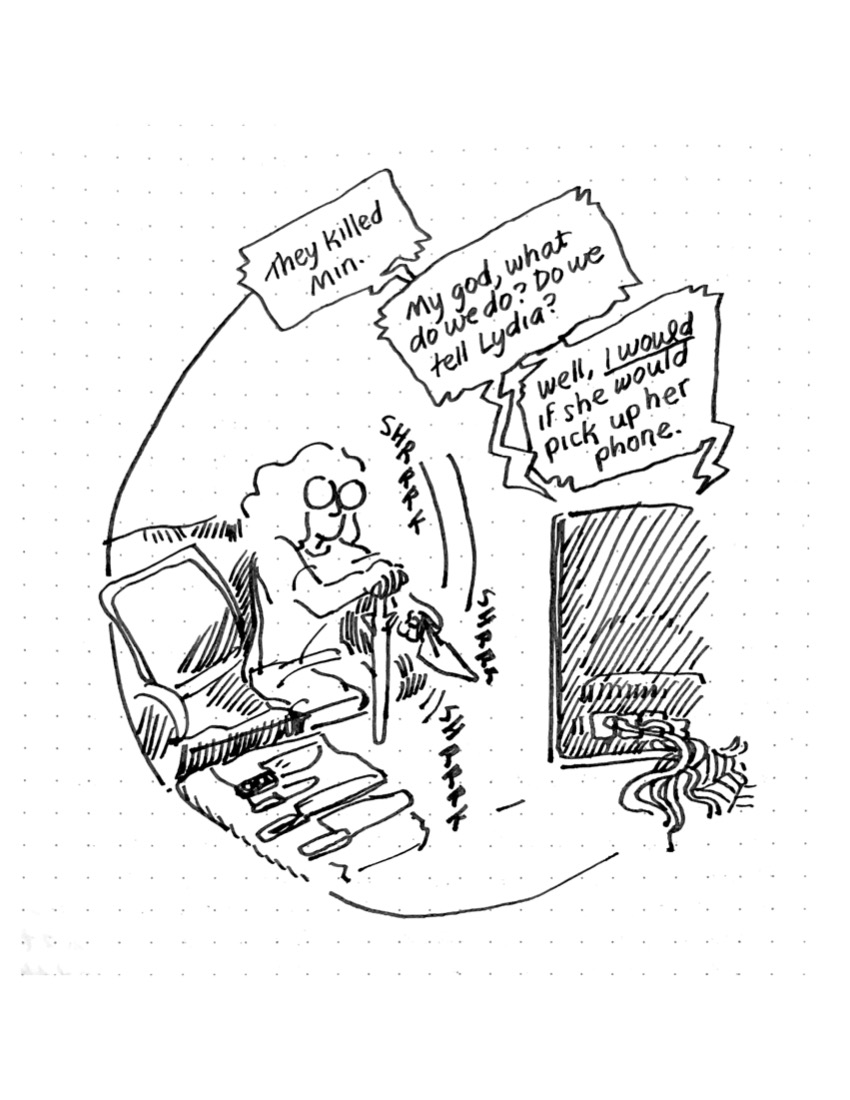 They killed
Min.
My god, what
do we do? Do we
tell Lydia?
well, I would
if she would
pick up her
phone.
SHRRRK
SHRRK
SHRRRK